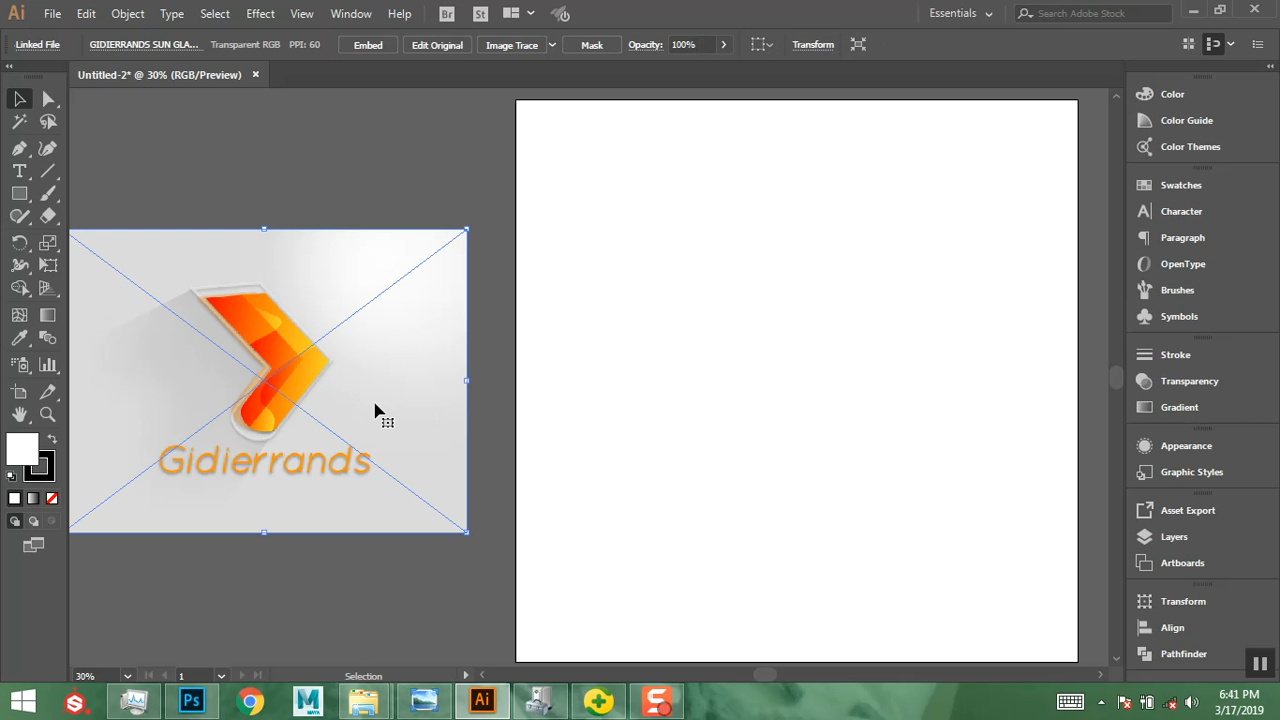 Ai File Edit Object Type Select Effect View Window Help Br St Essentials Search Adobe Stock
Linked File GIDIERRANDS SUN GLA... Transparent RGB PPI: 60 Embed Edit Original Image Trace Mask Opacity: 100% Transform
Untitled-2* @ 30% (RGB/Preview)
Color
Color Guide
Color Themes
Swatches
Character
Paragraph
OpenType
Brushes
Symbols
Stroke
Transparency
Gradient
Appearance
Graphic Styles
Asset Export
Layers
Artboards
Transform
Align
Pathfinder
Gidierrands
30% 1 Selection
Ps MAYA Ai
6:41 PM
3/17/2019